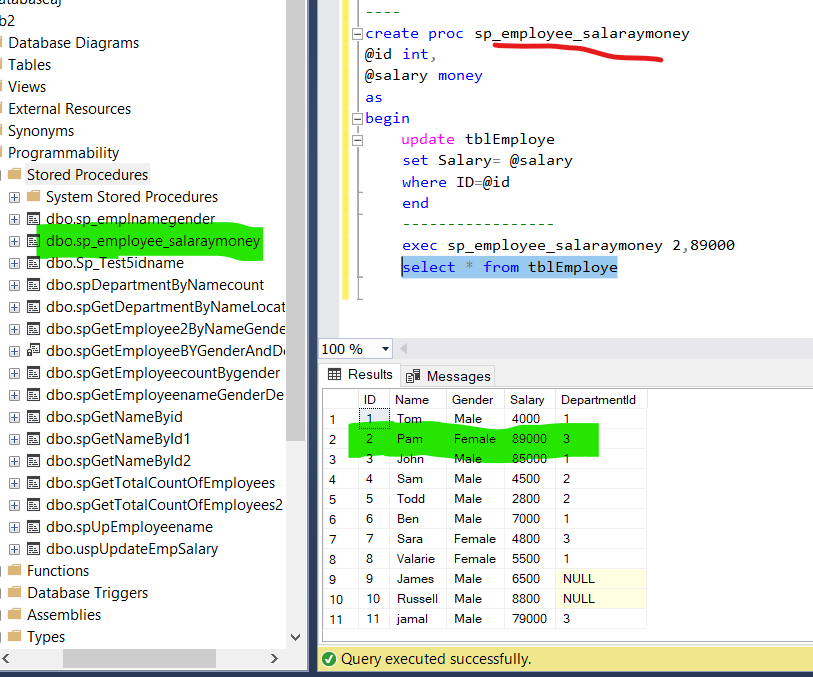 b2
Database Diagrams
Tables
Views
External Resources
Synonyms
Programmability
Stored Procedures
System Stored Procedures
dbo.sp_emplnamegender
dbo.sp_employee_salaraymoney
dbo.Sp_Test5idname
dbo.spDepartmentByNamecount
dbo.spGetDepartmentByNameLocat
dbo.spGetEmployee2ByNameGende
dbo.spGetEmployeeBYGenderAndDe
dbo.spGetEmployeecountBygender
dbo.spGetEmployeenameGenderDe
dbo.spGetNameByid
dbo.spGetNameById1
dbo.spGetNameById2
dbo.spGetTotalCountOfEmployees
dbo.spGetTotalCountOfEmployees2
dbo.spUpEmployeename
dbo.uspUpdateEmpSalary
Functions
Database Triggers
Assemblies
Types
----
create proc sp_employee_salaraymoney
@id int,
@salary money
as
begin
update tblEmploye
set Salary= @salary
where ID=@id
end
-----------------
exec sp_employee_salaraymoney 2,89000
select * from tblEmploye
100 %
Results Messages
ID Name Gender Salary DepartmentId
1 1 Tom Male 4000 1
2 2 Pam Female 89000 3
3 3 John Male 85000 1
4 4 Sam Male 4500 2
5 5 Todd Male 2800 2
6 6 Ben Male 7000 1
7 7 Sara Female 4800 3
8 8 Valarie Female 5500 1
9 9 James Male 6500 NULL
10 10 Russell Male 8800 NULL
11 11 jamal Male 79000 3
Query executed successfully.